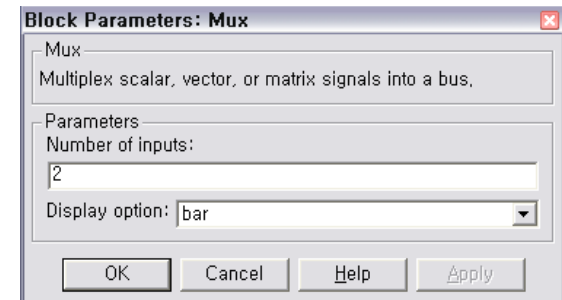 Block Parameters: Mux
Mux
Multiplex scalar, vector, or matrix signals into a bus,
Parameters
Number of inputs:
2
Display option: bar
OK Cancel Help Apply